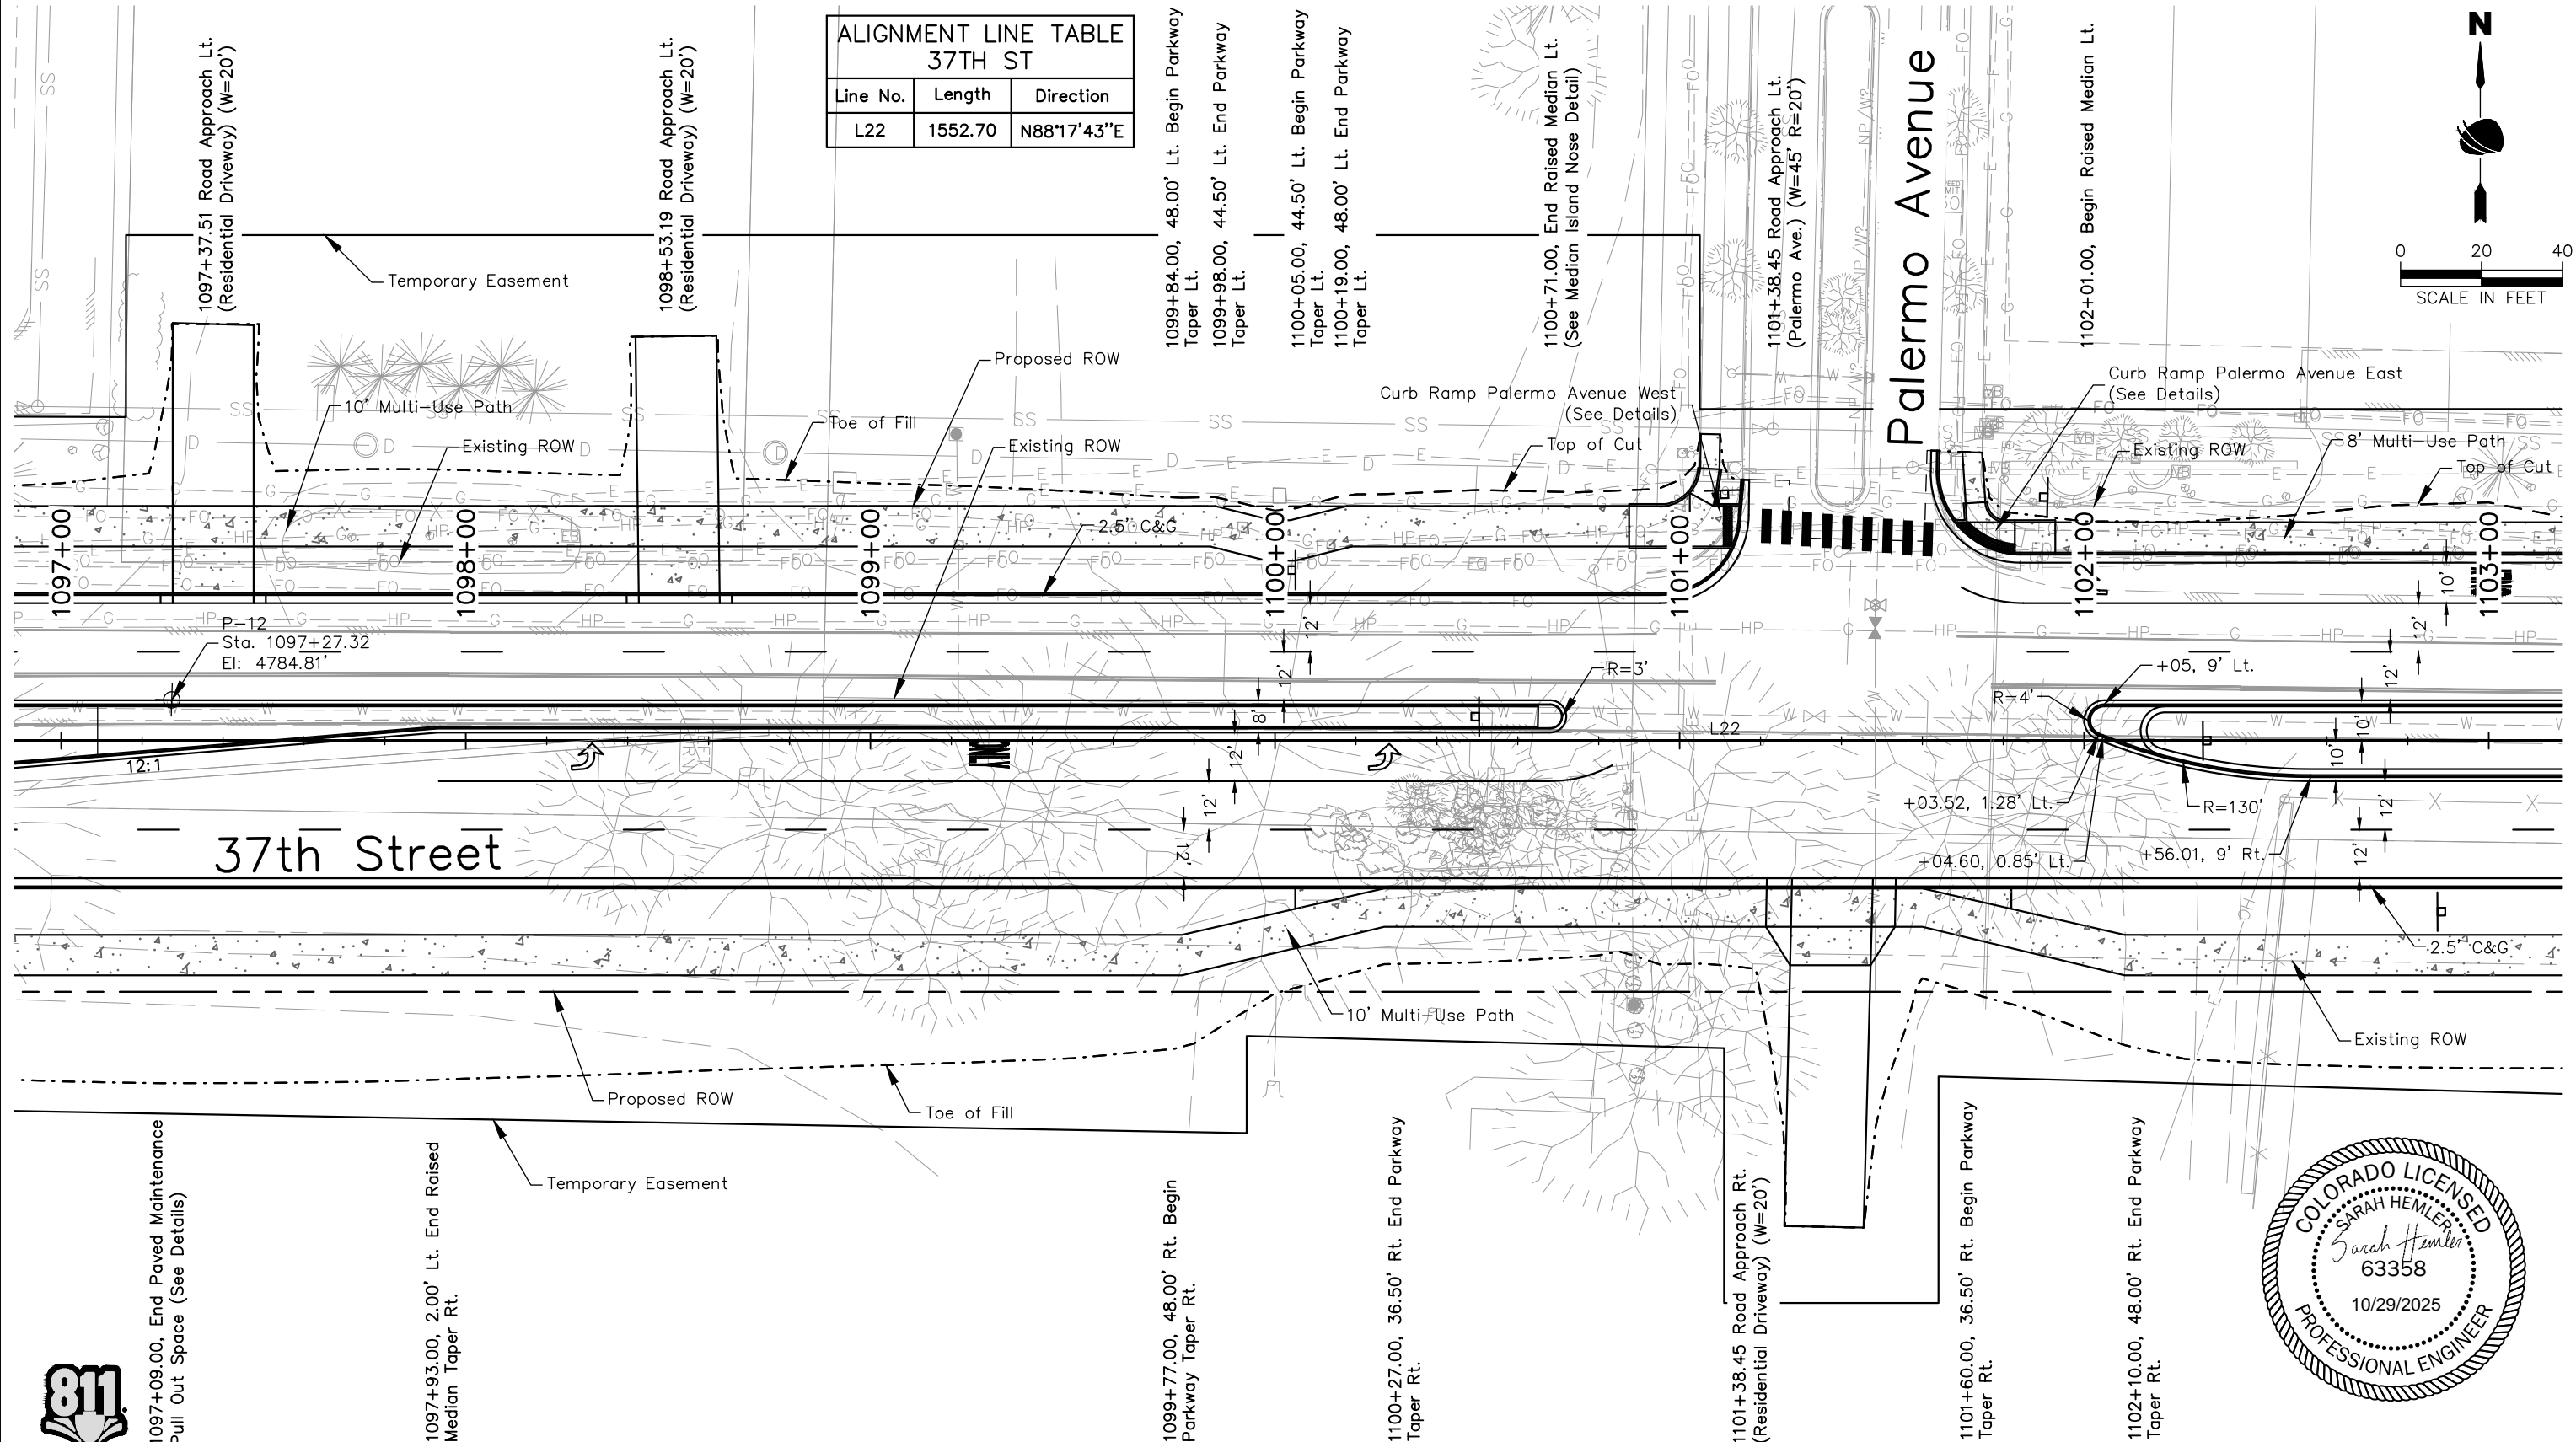 ALIGNMENT LINE TABLE
37TH ST
Line No. Length Direction
L22 1552.70 N88°17'43"E
1097+37.51 Road Approach Lt.
(Residential Driveway) (W=20')
1098+53.19 Road Approach Lt.
(Residential Driveway) (W=20')
1099+84.00, 48.00' Lt. Begin Parkway
Taper Lt.
1099+98.00, 44.50' Lt. End Parkway
Taper Lt.
1100+05.00, 44.50' Lt. Begin Parkway
Taper Lt.
1100+19.00, 48.00' Lt. End Parkway
Taper Lt.
1100+71.00, End Raised Median Lt.
(See Median Island Nose Detail)
1101+38.45 Road Approach Lt.
(Palermo Ave.) (W=45' R=20')
Palermo Avenue
1102+01.00, Begin Raised Median Lt.
N
0 20 40
SCALE IN FEET
Temporary Easement
Proposed ROW
10' Multi-Use Path
Existing ROW
Toe of Fill
Existing ROW
Curb Ramp Palermo Avenue West
(See Details)
Top of Cut
Curb Ramp Palermo Avenue East
(See Details)
Existing ROW
8' Multi-Use Path
Top of Cut
2.5' C&G
1097+00
1098+00
1099+00
1100+00
1101+00
1102+00
1103+00
P-12
Sta. 1097+27.32
El: 4784.81'
12'
12'
8'
12'
12'
12'
R=3'
L22
R=4'
+05, 9' Lt.
10'
12'
12'
10'
10'
12'
12'
+03.52, 1.28' Lt.
R=130'
+04.60, 0.85' Lt.
+56.01, 9' Rt.
12:1
37th Street
2.5' C&G
10' Multi-Use Path
Existing ROW
Proposed ROW
Toe of Fill
Temporary Easement
1097+09.00, End Paved Maintenance
Pull Out Space (See Details)
1097+93.00, 2.00' Lt. End Raised
Median Taper Rt.
1099+77.00, 48.00' Rt. Begin
Parkway Taper Rt.
1100+27.00, 36.50' Rt. End Parkway
Taper Rt.
1101+38.45 Road Approach Rt.
(Residential Driveway) (W=20')
1101+60.00, 36.50' Rt. Begin Parkway
Taper Rt.
1102+10.00, 48.00' Rt. End Parkway
Taper Rt.
811
COLORADO LICENSED
SARAH HEMLER
Sarah Hemler
63358
10/29/2025
PROFESSIONAL ENGINEER